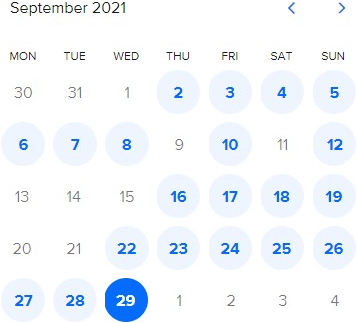 September 2021
MON TUE WED THU FRI SAT SUN
30 31 1 2 3 4 5
6 7 8 9 10 11 12
13 14 15 16 17 18 19
20 21 22 23 24 25 26
27 28 29 1 2 3 4